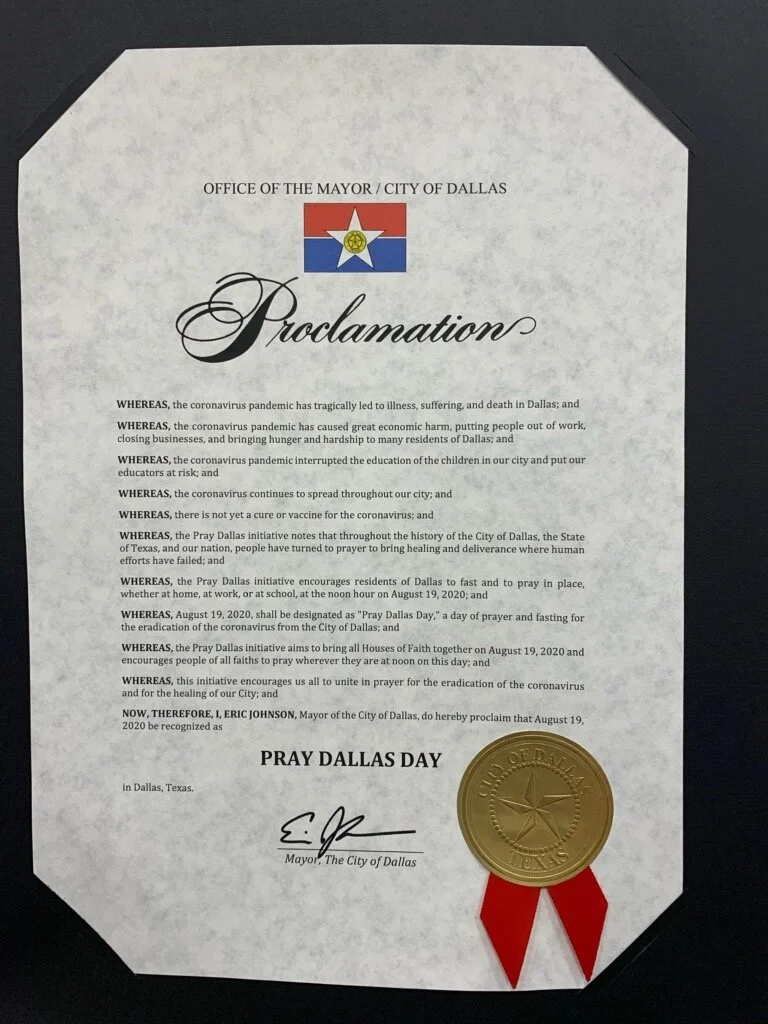 OFFICE OF THE MAYOR / CITY OF DALLAS
Proclamation
WHEREAS, the coronavirus pandemic has tragically led to illness, suffering, and death in Dallas; and
WHEREAS, the coronavirus pandemic has caused great economic harm, putting people out of work,
closing businesses, and bringing hunger and hardship to many residents of Dallas; and
WHEREAS, the coronavirus pandemic interrupted the education of the children in our city and put our
educators at risk; and
WHEREAS, the coronavirus continues to spread throughout our city; and
WHEREAS, there is not yet a cure or vaccine for the coronavirus; and
WHEREAS, the Pray Dallas initiative notes that throughout the history of the City of Dallas, the State
of Texas, and our nation, people have turned to prayer to bring healing and deliverance where human
efforts have failed; and
WHEREAS, the Pray Dallas initiative encourages residents of Dallas to fast and to pray in place,
whether at home, at work, or at school, at the noon hour on August 19, 2020; and
WHEREAS, August 19, 2020, shall be designated as "Pray Dallas Day," a day of prayer and fasting for
the eradication of the coronavirus from the City of Dallas; and
WHEREAS, the Pray Dallas initiative aims to bring all Houses of Faith together on August 19, 2020 and
encourages people of all faiths to pray wherever they are at noon on this day; and
WHEREAS, this initiative encourages us all to unite in prayer for the eradication of the coronavirus
and for the healing of our City; and
NOW, THEREFORE, I, ERIC JOHNSON, Mayor of the City of Dallas, do hereby proclaim that August 19,
2020 be recognized as
PRAY DALLAS DAY
in Dallas, Texas.
Mayor, The City of Dallas
CITY OF DALLAS
TEXAS